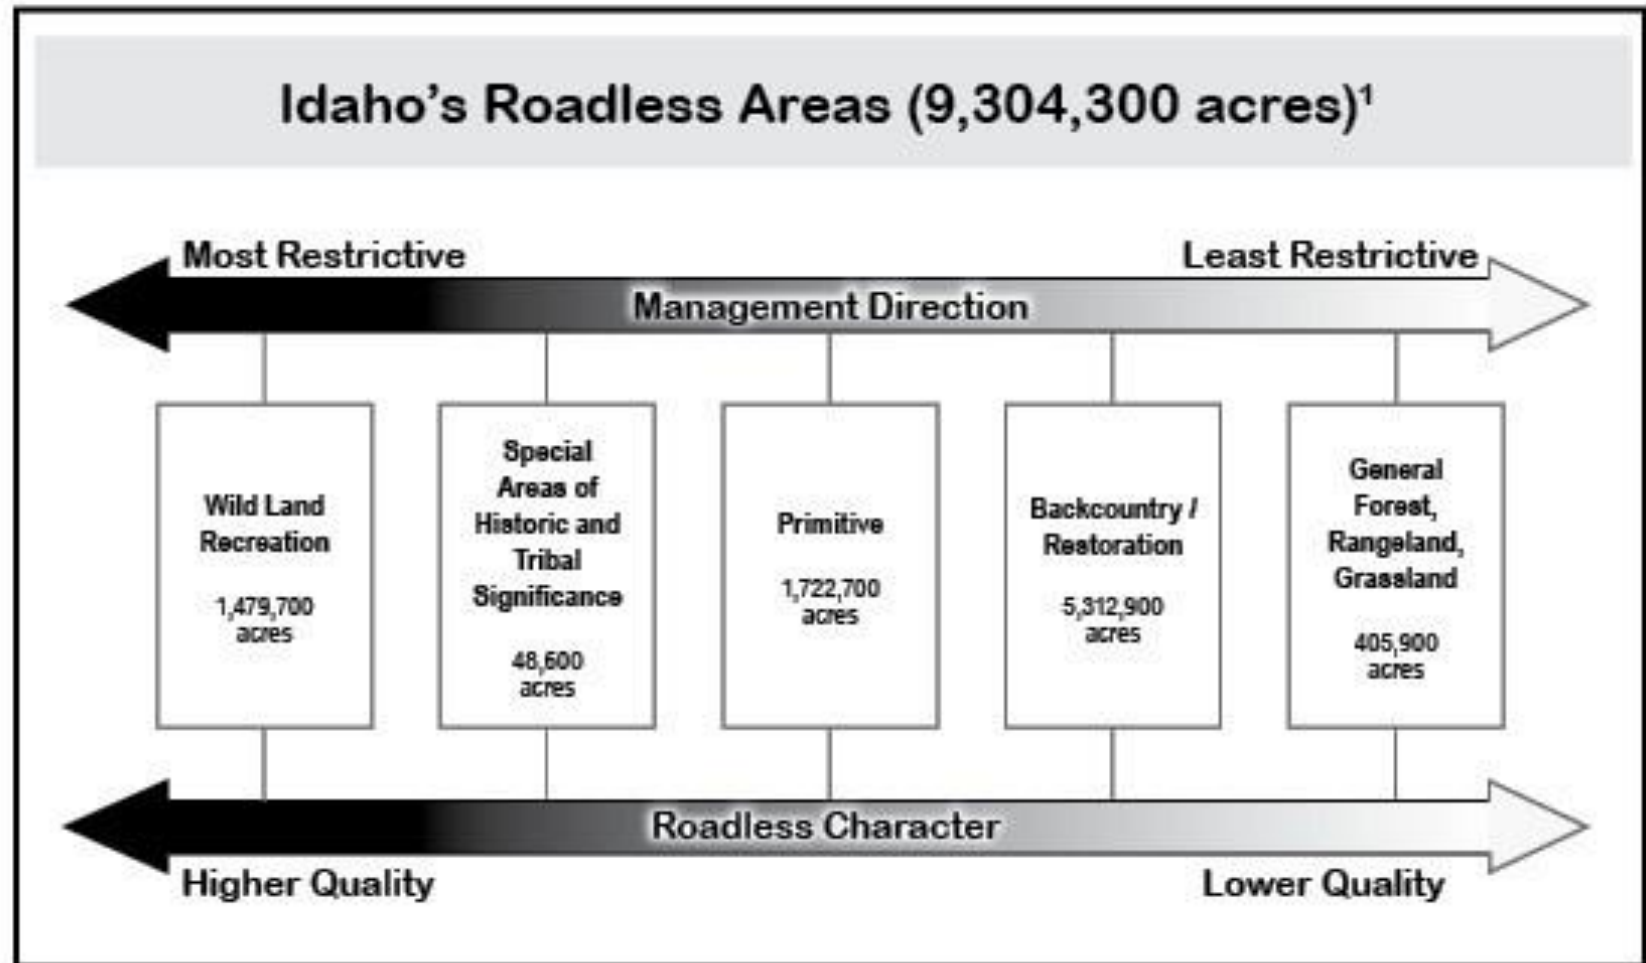 Idaho's Roadless Areas (9,304,300 acres)¹
Most Restrictive
Least Restrictive
Management Direction
Wild Land
Recreation
1,479,700
acres
Special
Areas of
Historic and
Tribal
Significance
48,600
acres
Primitive
1,722,700
acres
Backcountry /
Restoration
5,312,900
acres
General
Forest,
Rangeland,
Grassland
405,900
acres
Roadless Character
Higher Quality
Lower Quality